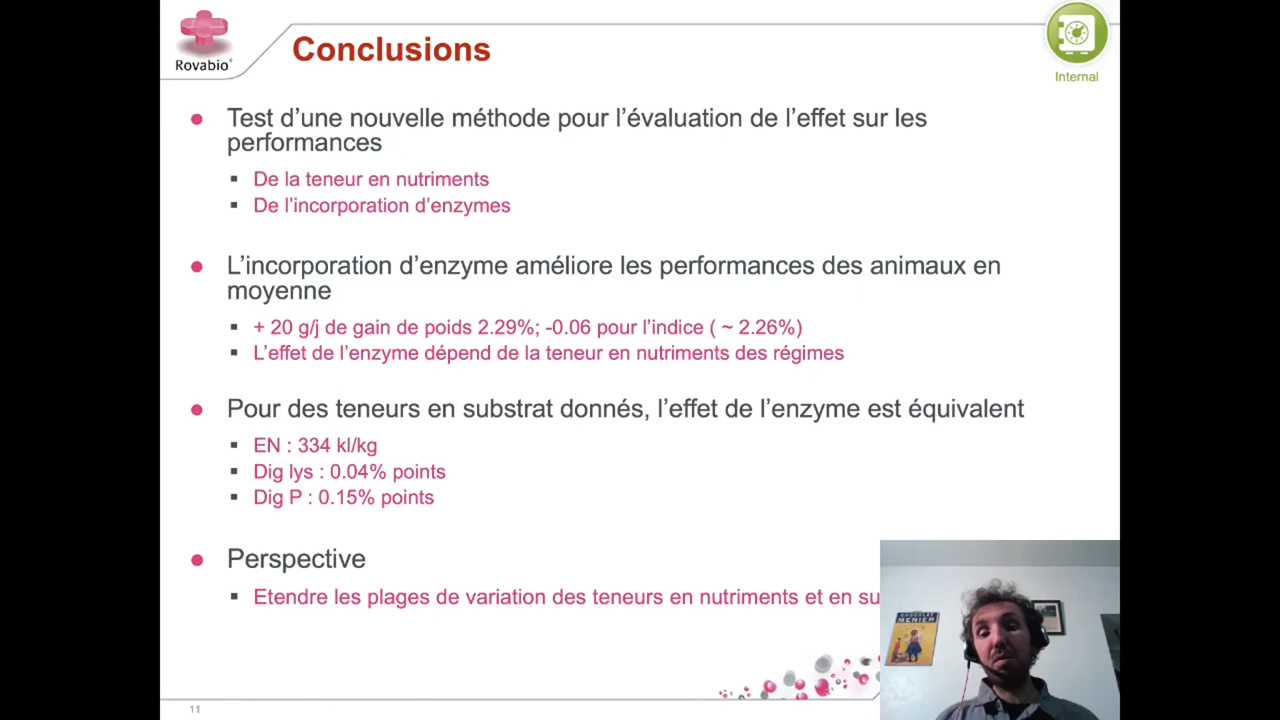 Rovabio
Conclusions
Internal
Test d'une nouvelle méthode pour l'évaluation de l'effet sur les
performances
De la teneur en nutriments
De l'incorporation d'enzymes
L'incorporation d'enzyme améliore les performances des animaux en
moyenne
+ 20 g/j de gain de poids 2.29%; -0.06 pour l'indice ( ~ 2.26%)
L'effet de l'enzyme dépend de la teneur en nutriments des régimes
Pour des teneurs en substrat donnés, l'effet de l'enzyme est équivalent
EN : 334 kl/kg
Dig lys : 0.04% points
Dig P : 0.15% points
Perspective
Etendre les plages de variation des teneurs en nutriments et en su
CHOCOLAT
MENIER
11